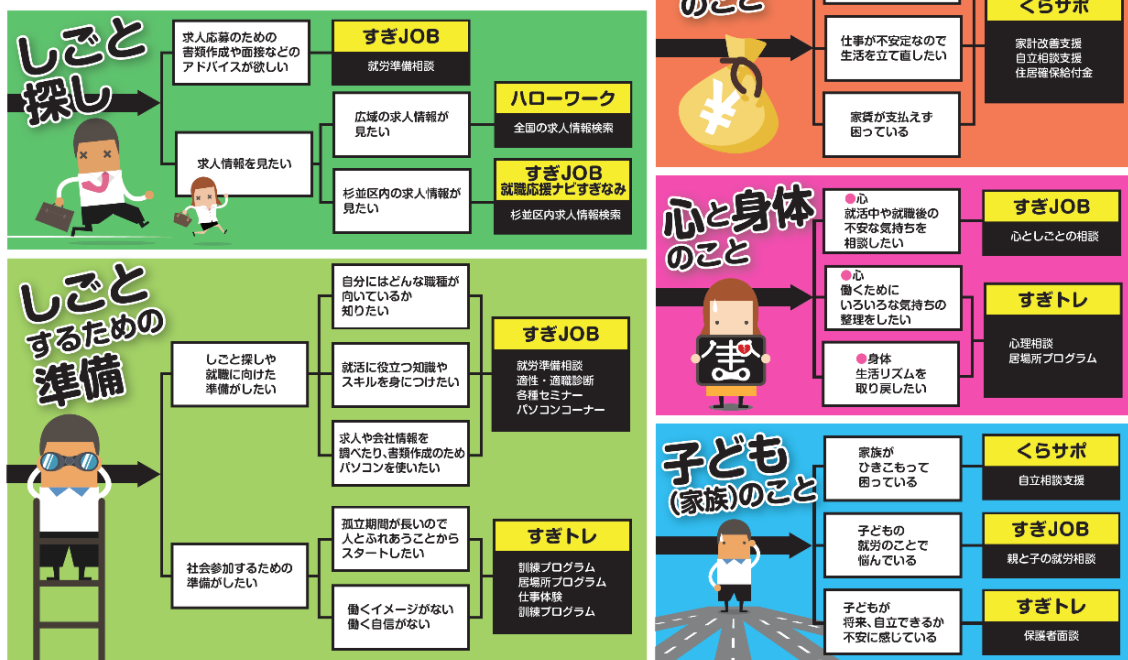 しごと
探し
求人応募のための
書類作成や面接などの
アドバイスが欲しい
すぎJOB
就労準備相談
求人情報を見たい
広域の求人情報が
見たい
ハローワーク
全国の求人情報検索
杉並区内の求人情報が
見たい
すぎJOB
就職応援ナビすぎなみ
杉並区内求人情報検索
しごと
するための
準備
しごと探しや
就職に向けた
準備がしたい
自分にはどんな職種が
向いているか
知りたい
就活に役立つ知識や
スキルを身につけたい
求人や会社情報を
調べたり、書類作成のため
パソコンを使いたい
すぎJOB
就労準備相談
適性・適職診断
各種セミナー
パソコンコーナー
社会参加するための
準備がしたい
孤立期間が長いので
人とふれあうことから
スタートしたい
働くイメージがない
働く自信がない
すぎトレ
訓練プログラム
居場所プログラム
仕事体験
訓練プログラム
のこと
¥
仕事が不安定なので
生活を立て直したい
家賃が支払えず
困っている
くらサポ
家計改善支援
自立相談支援
住居確保給付金
心と身体
のこと
●心
就活中や就職後の
不安な気持ちを
相談したい
すぎJOB
心としごとの相談
●心
働くために
いろいろな気持ちの
整理をしたい
●身体
生活リズムを
取り戻したい
すぎトレ
心理相談
居場所プログラム
子ども
(家族)のこと
家族が
ひきこもって
困っている
くらサポ
自立相談支援
子どもの
就労のことで
悩んでいる
すぎJOB
親と子の就労相談
子どもが
将来、自立できるか
不安に感じている
すぎトレ
保護者面談